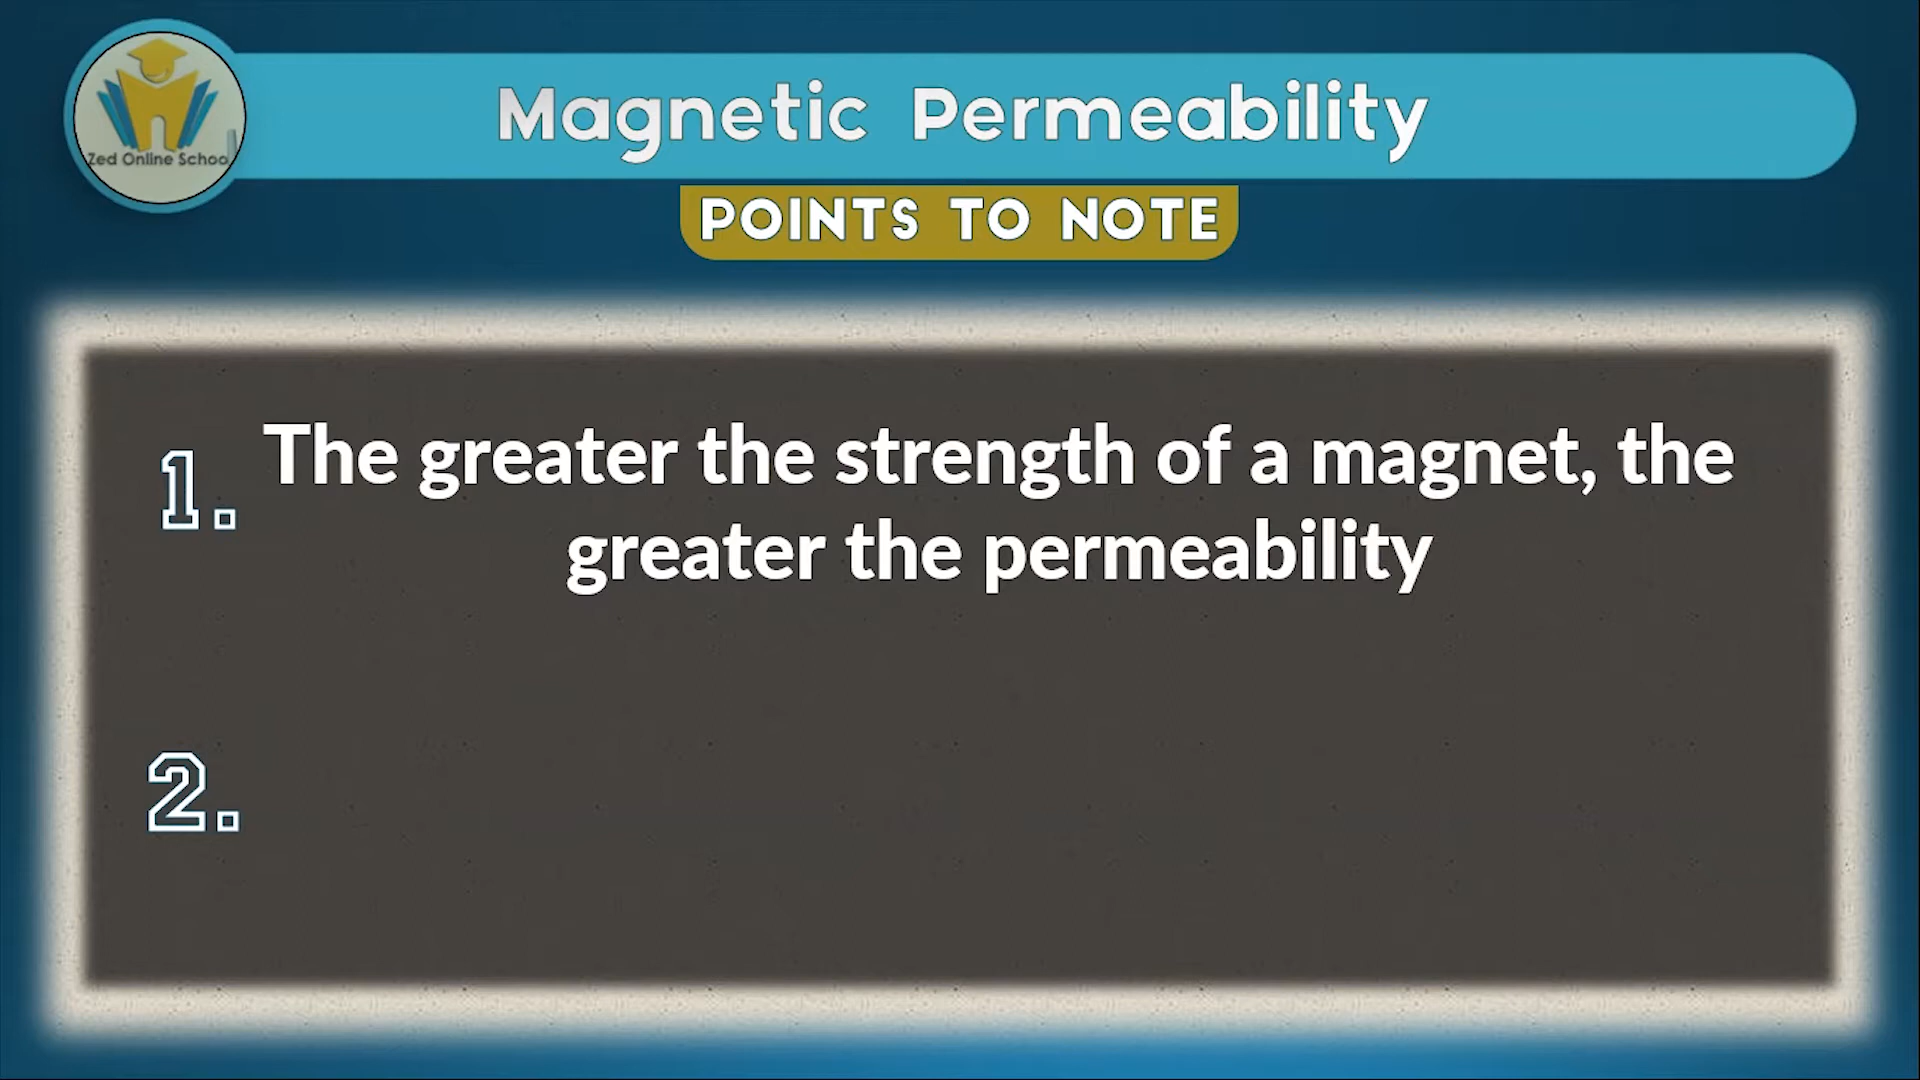 Zed Online School
Magnetic Permeability
POINTS TO NOTE
1. The greater the strength of a magnet, the
greater the permeability
2.